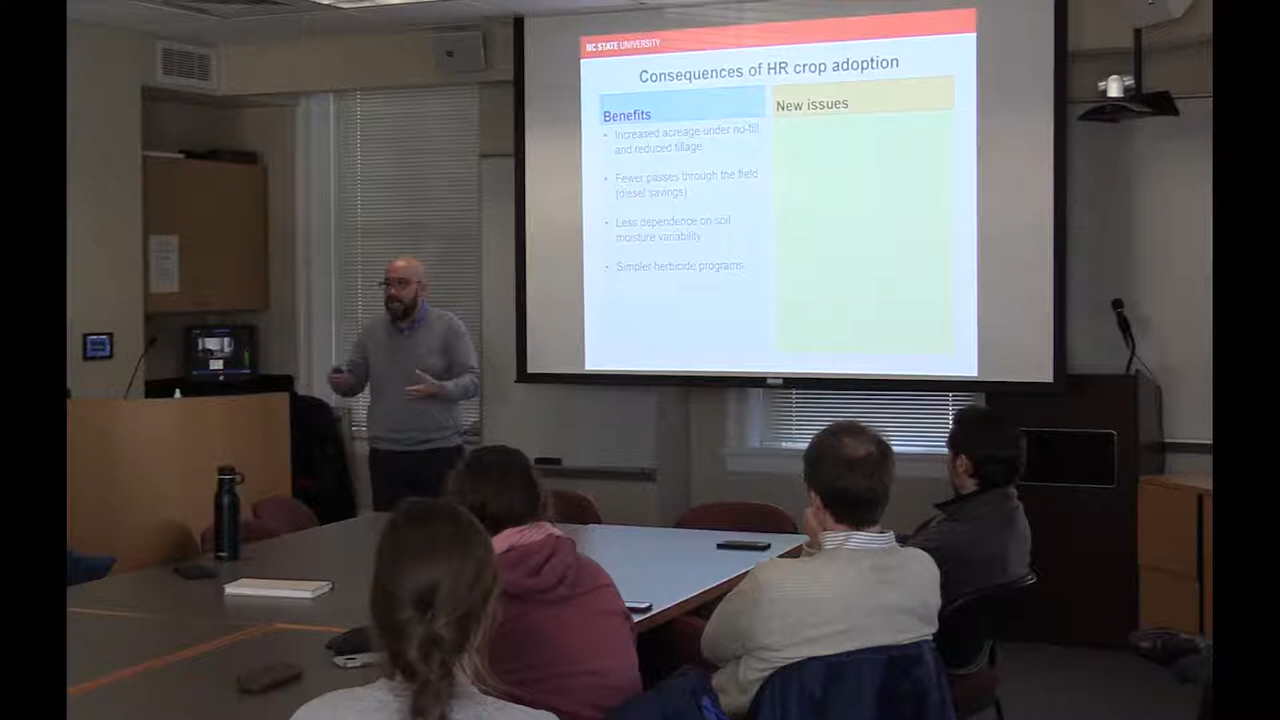 NC STATE UNIVERSITY
Consequences of HR crop adoption
Benefits
• Increased acreage under no-till
and reduced tillage.
• Fewer passes through the field
(diesel savings)
• Less dependence on soil
moisture variability
• Simpler herbicide programs.
New issues